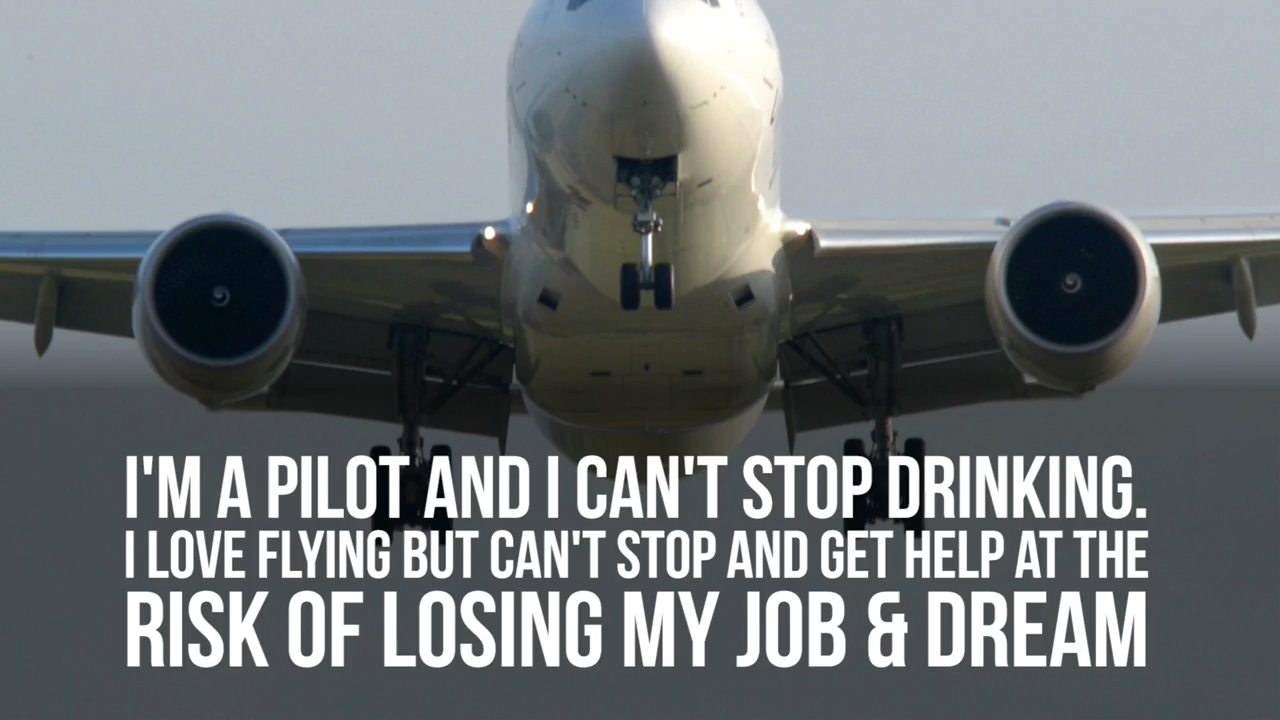 I'M A PILOT AND I CAN'T STOP DRINKING.
I LOVE FLYING BUT CAN'T STOP AND GET HELP AT THE
RISK OF LOSING MY JOB & DREAM